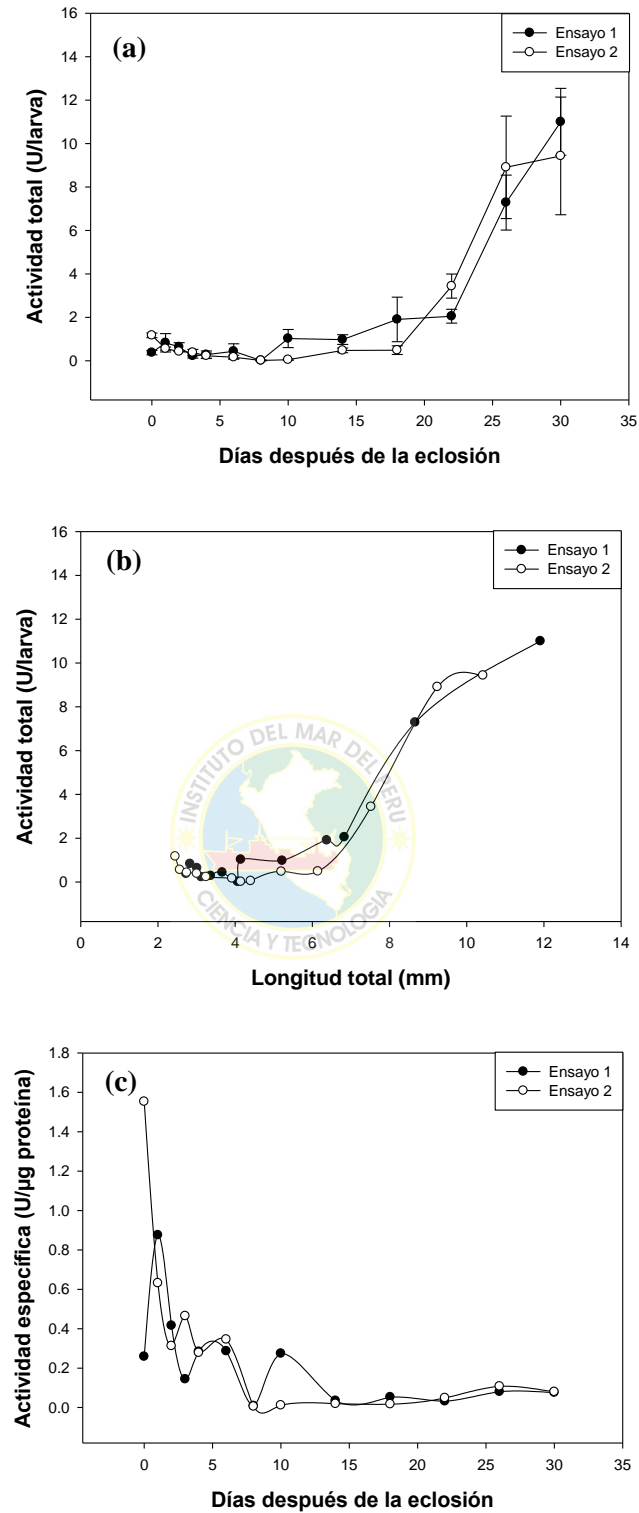 (a)
Ensayo 1
Ensayo 2
Actividad total (U/larva)
16
14
12
10
8
6
4
2
0
0 5 10 15 20 25 30 35
Días después de la eclosión
(b)
Ensayo 1
Ensayo 2
Actividad total (U/larva)
16
14
12
10
8
6
4
2
0
INSTITUTO DEL MAR DEL PERU
CIENCIA Y TECNOLOGIA
0 2 4 6 8 10 12 14
Longitud total (mm)
(c)
Ensayo 1
Ensayo 2
Actividad específica (U/µg proteína)
1.8
1.6
1.4
1.2
1.0
0.8
0.6
0.4
0.2
0.0
0 5 10 15 20 25 30 35
Días después de la eclosión